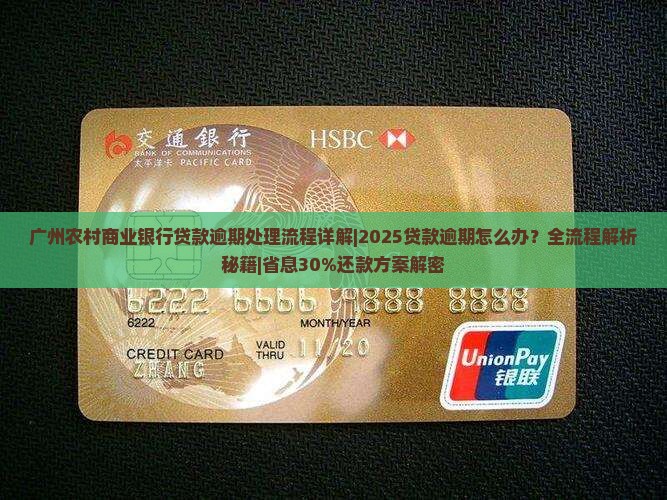 交通銀行 HSBC
BANK OF COMMUNICATIONS
太平洋卡 PACIFIC CARD
广州农村商业银行贷款逾期处理流程详解|2025贷款逾期怎么办？全流程解析
秘籍|省息30%还款方案解密
6222 6666 9888 8888
6222
MONTH/YEAR
CREDIT CARD
VALID
THRU
11/20
ZHANG
UnionPay
银联